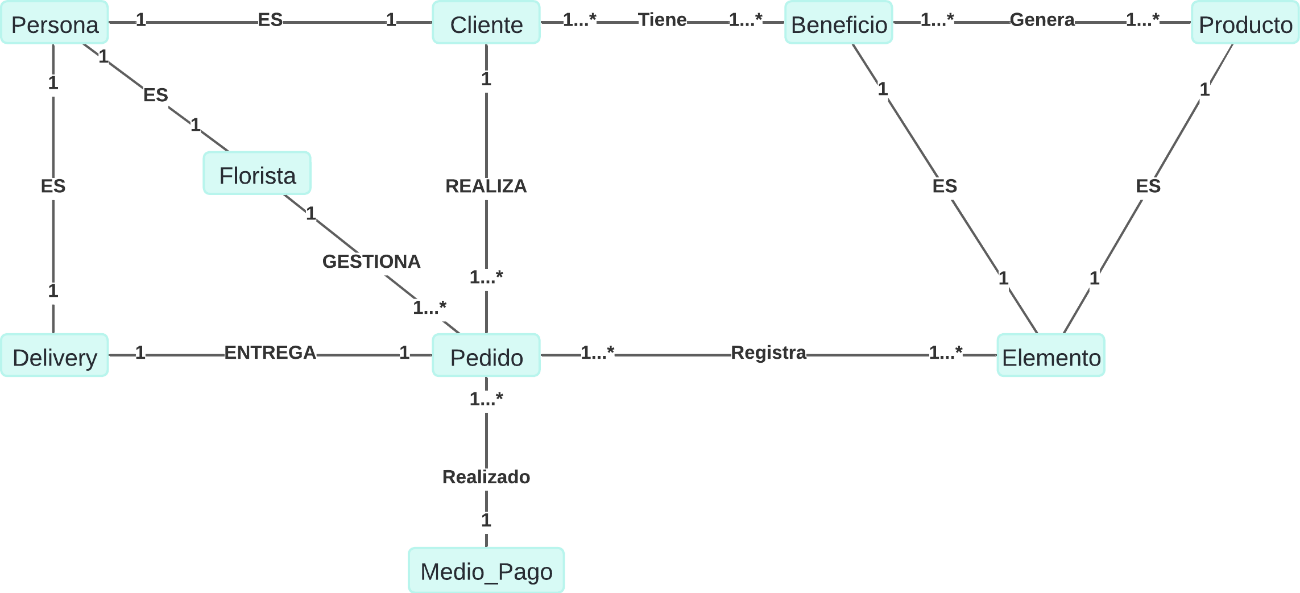 Persona 1 ES 1 Cliente 1...* Tiene 1...* Beneficio 1...* Genera 1...* Producto
1
1
1
1
1
ES
1
Florista
ES
REALIZA
ES
ES
1
GESTIONA
1
1...*
1
1
1...*
Delivery 1 ENTREGA 1 Pedido 1...* Registra 1...* Elemento
1...*
Realizado
1
Medio_Pago